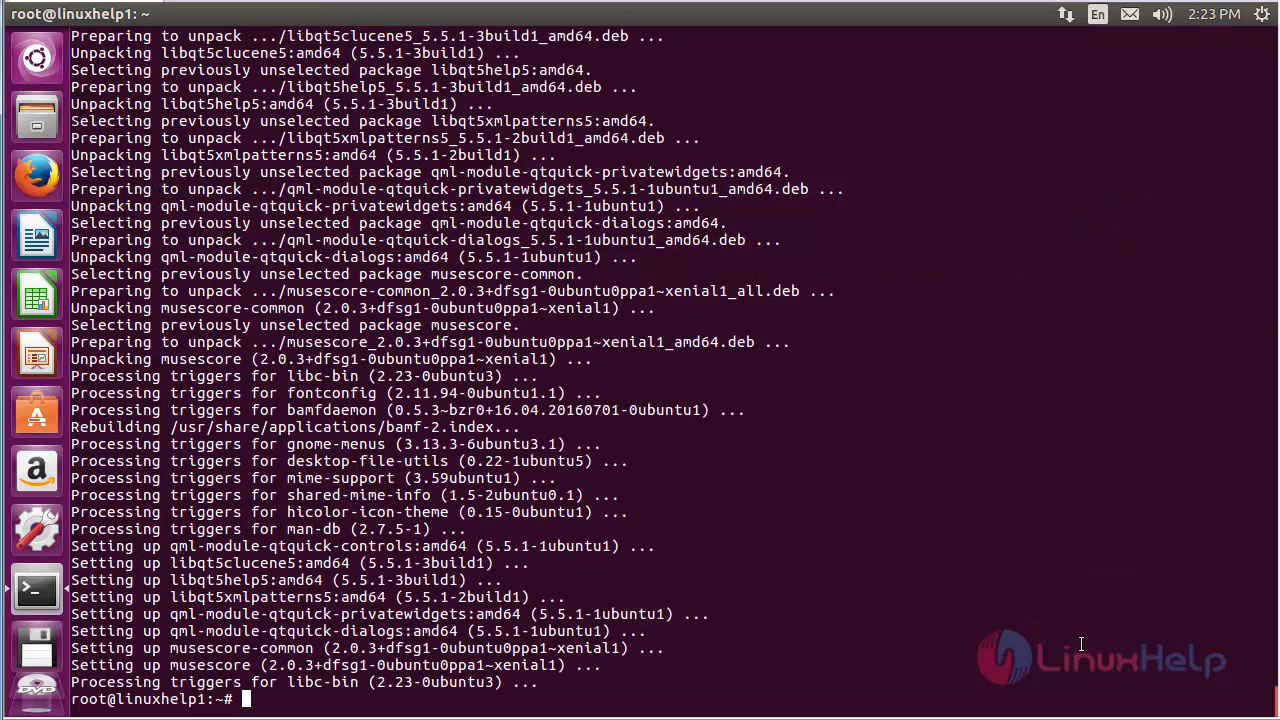 root@linuxhelp1: ~
En
2:23 PM
Preparing to unpack .../libqt5clucene5_5.5.1-3build1_amd64.deb ...
Unpacking libqt5clucene5:amd64 (5.5.1-3build1) ...
Selecting previously unselected package libqt5help5:amd64.
Preparing to unpack .../libqt5help5_5.5.1-3build1_amd64.deb ...
Unpacking libqt5help5:amd64 (5.5.1-3build1) ...
Selecting previously unselected package libqt5xmlpatterns5:amd64.
Preparing to unpack .../libqt5xmlpatterns5_5.5.1-2build1_amd64.deb ...
Unpacking libqt5xmlpatterns5:amd64 (5.5.1-2build1) ...
Selecting previously unselected package qml-module-qtquick-privatewidgets:amd64.
Preparing to unpack .../qml-module-qtquick-privatewidgets_5.5.1-1ubuntu1_amd64.deb ...
Unpacking qml-module-qtquick-privatewidgets:amd64 (5.5.1-1ubuntu1) ...
Selecting previously unselected package qml-module-qtquick-dialogs:amd64.
Preparing to unpack .../qml-module-qtquick-dialogs_5.5.1-1ubuntu1_amd64.deb ...
Unpacking qml-module-qtquick-dialogs:amd64 (5.5.1-1ubuntu1) ...
Selecting previously unselected package musescore-common.
Preparing to unpack .../musescore-common_2.0.3+dfsg1-0ubuntu0ppa1~xenial1_all.deb ...
Unpacking musescore-common (2.0.3+dfsg1-0ubuntu0ppa1~xenial1) ...
Selecting previously unselected package musescore.
Preparing to unpack .../musescore_2.0.3+dfsg1-0ubuntu0ppa1~xenial1_amd64.deb ...
Unpacking musescore (2.0.3+dfsg1-0ubuntu0ppa1~xenial1) ...
Processing triggers for libc-bin (2.23-0ubuntu3) ...
Processing triggers for fontconfig (2.11.94-0ubuntu1.1) ...
Processing triggers for bamfdaemon (0.5.3~bzr0+16.04.20160701-0ubuntu1) ...
Rebuilding /usr/share/applications/bamf-2.index...
Processing triggers for gnome-menus (3.13.3-6ubuntu3.1) ...
Processing triggers for desktop-file-utils (0.22-1ubuntu5) ...
Processing triggers for mime-support (3.59ubuntu1) ...
Processing triggers for shared-mime-info (1.5-2ubuntu0.1) ...
Processing triggers for hicolor-icon-theme (0.15-0ubuntu1) ...
Processing triggers for man-db (2.7.5-1) ...
Setting up qml-module-qtquick-controls:amd64 (5.5.1-1ubuntu1) ...
Setting up libqt5clucene5:amd64 (5.5.1-3build1) ...
Setting up libqt5help5:amd64 (5.5.1-3build1) ...
Setting up libqt5xmlpatterns5:amd64 (5.5.1-2build1) ...
Setting up qml-module-qtquick-privatewidgets:amd64 (5.5.1-1ubuntu1) ...
Setting up qml-module-qtquick-dialogs:amd64 (5.5.1-1ubuntu1) ...
Setting up musescore-common (2.0.3+dfsg1-0ubuntu0ppa1~xenial1) ...
Setting up musescore (2.0.3+dfsg1-0ubuntu0ppa1~xenial1) ...
Processing triggers for libc-bin (2.23-0ubuntu3) ...
root@linuxhelp1:~#
LinuxHelp
DVD